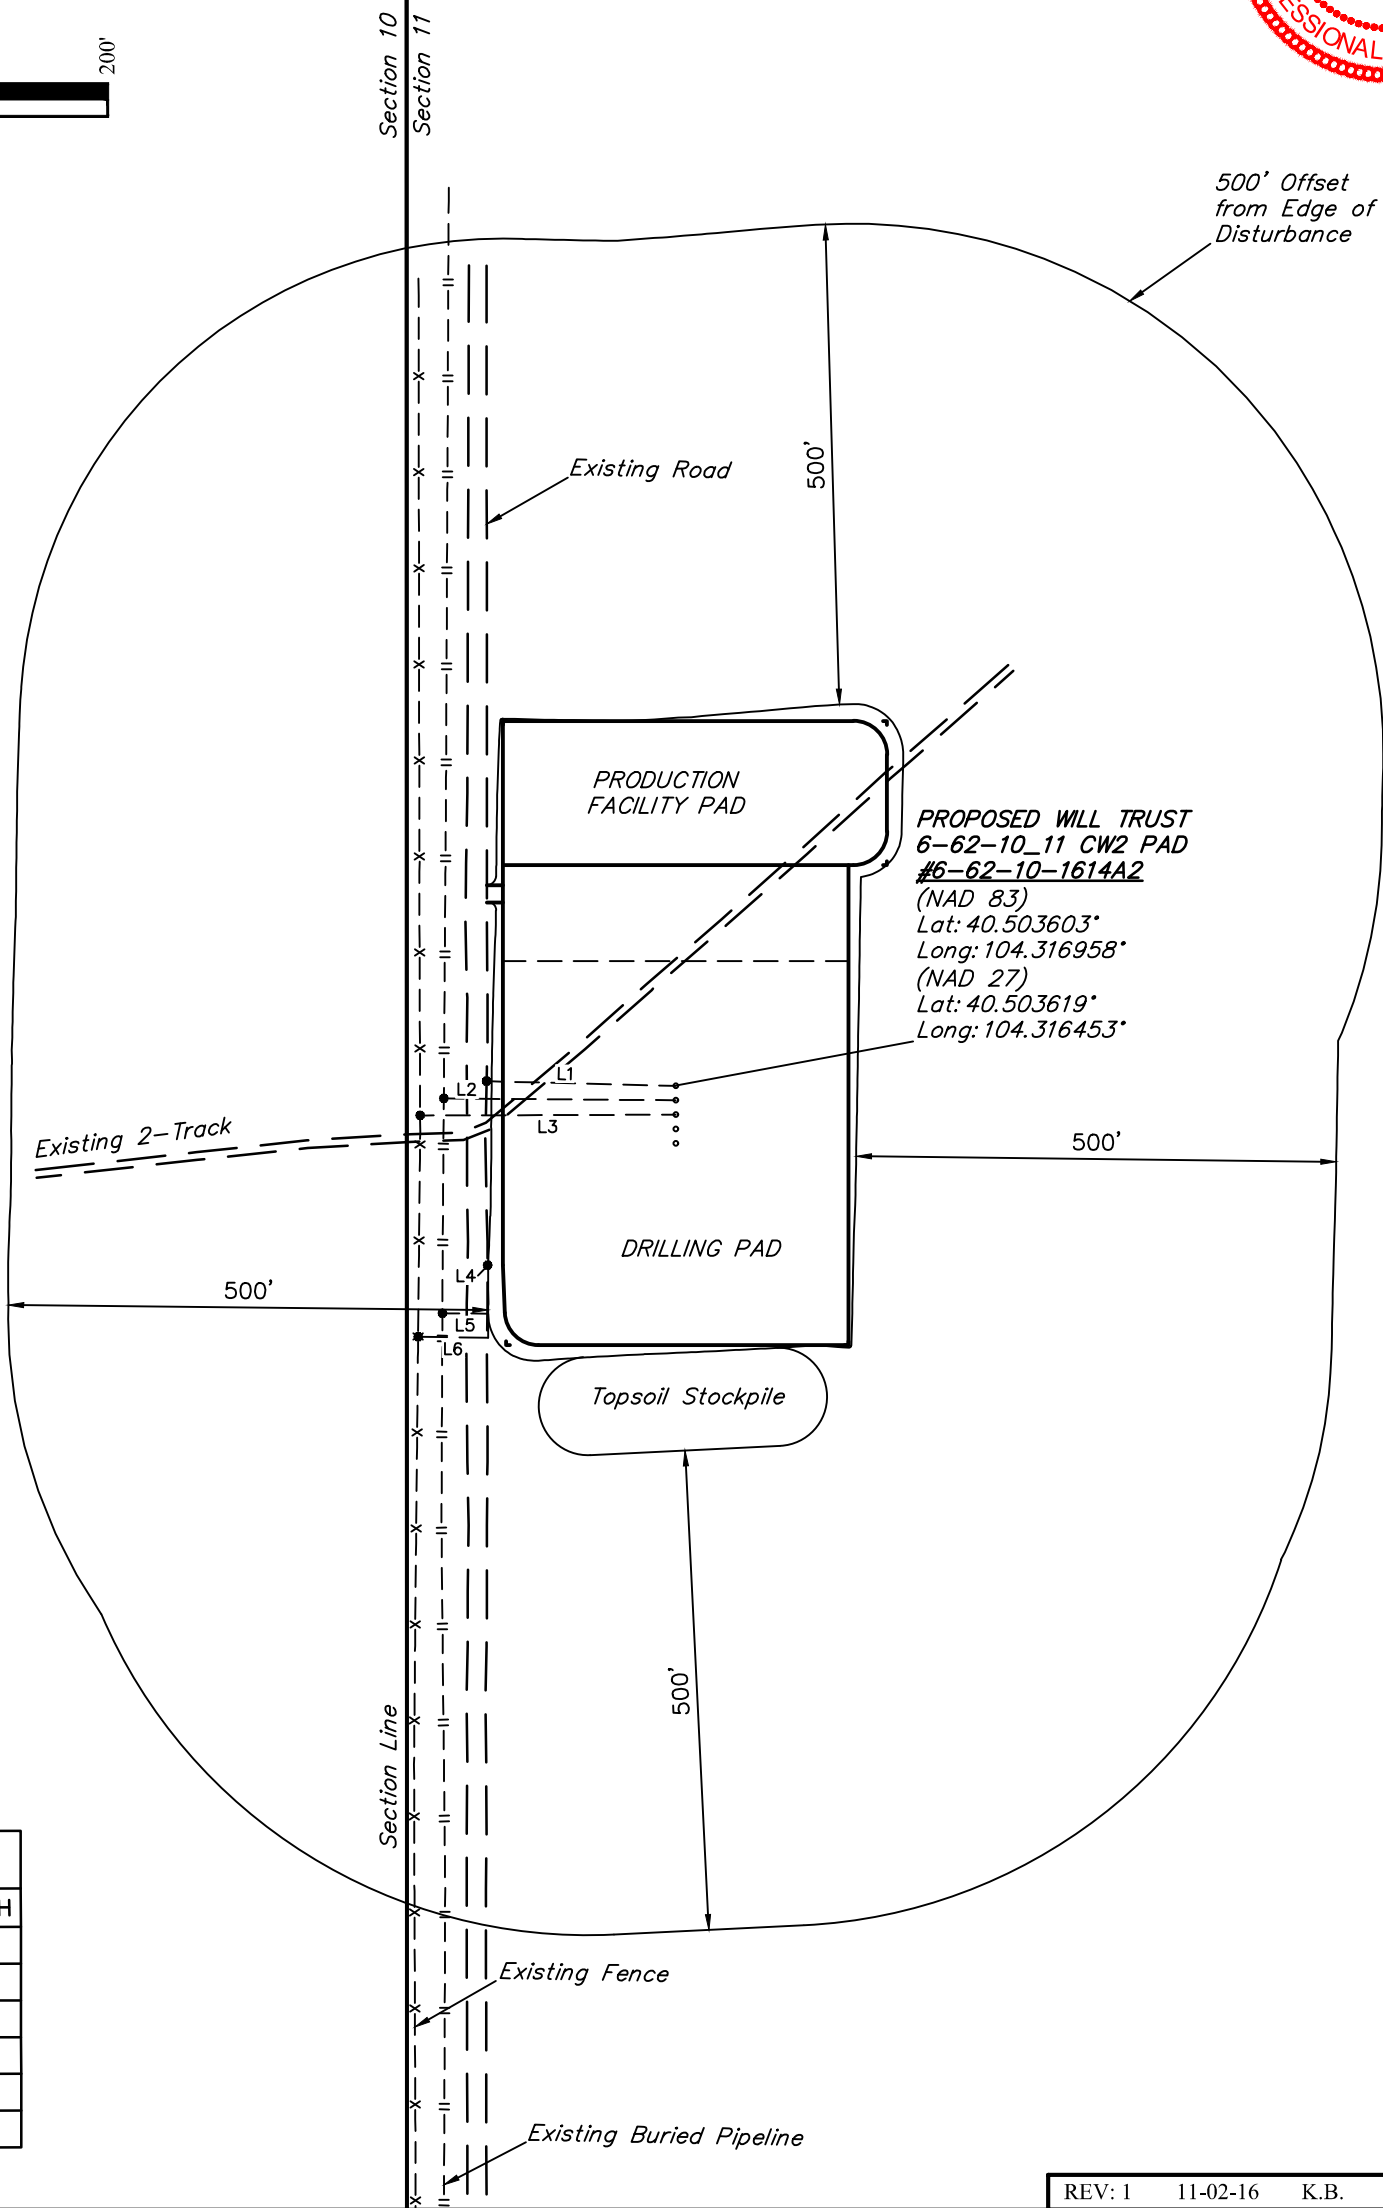 200'
Section 10
Section 11
500' Offset
from Edge of
Disturbance
Existing Road
500'
PRODUCTION
FACILITY PAD
PROPOSED WILL TRUST
6-62-10_11 CW2 PAD
#6-62-10-1614A2
(NAD 83)
Lat: 40.503603°
Long: 104.316958°
(NAD 27)
Lat: 40.503619°
Long: 104.316453°
L1
L2
L3
Existing 2-Track
500'
DRILLING PAD
L4
500'
L5
L6
Topsoil Stockpile
500'
Section Line
Existing Fence
Existing Buried Pipeline
REV: 1 11-02-16 K.B.